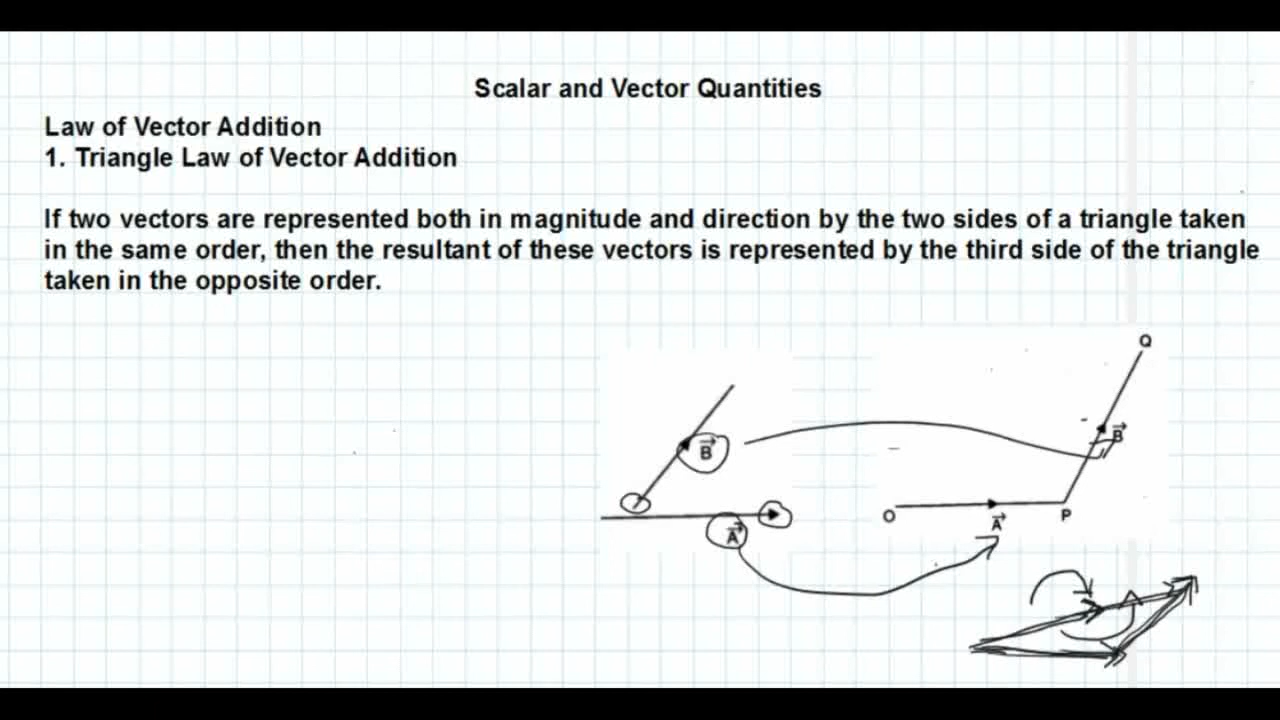 Scalar and Vector Quantities
Law of Vector Addition
1. Triangle Law of Vector Addition
If two vectors are represented both in magnitude and direction by the two sides of a triangle taken
in the same order, then the resultant of these vectors is represented by the third side of the triangle
taken in the opposite order.
Q
B
B
O
A
P
A